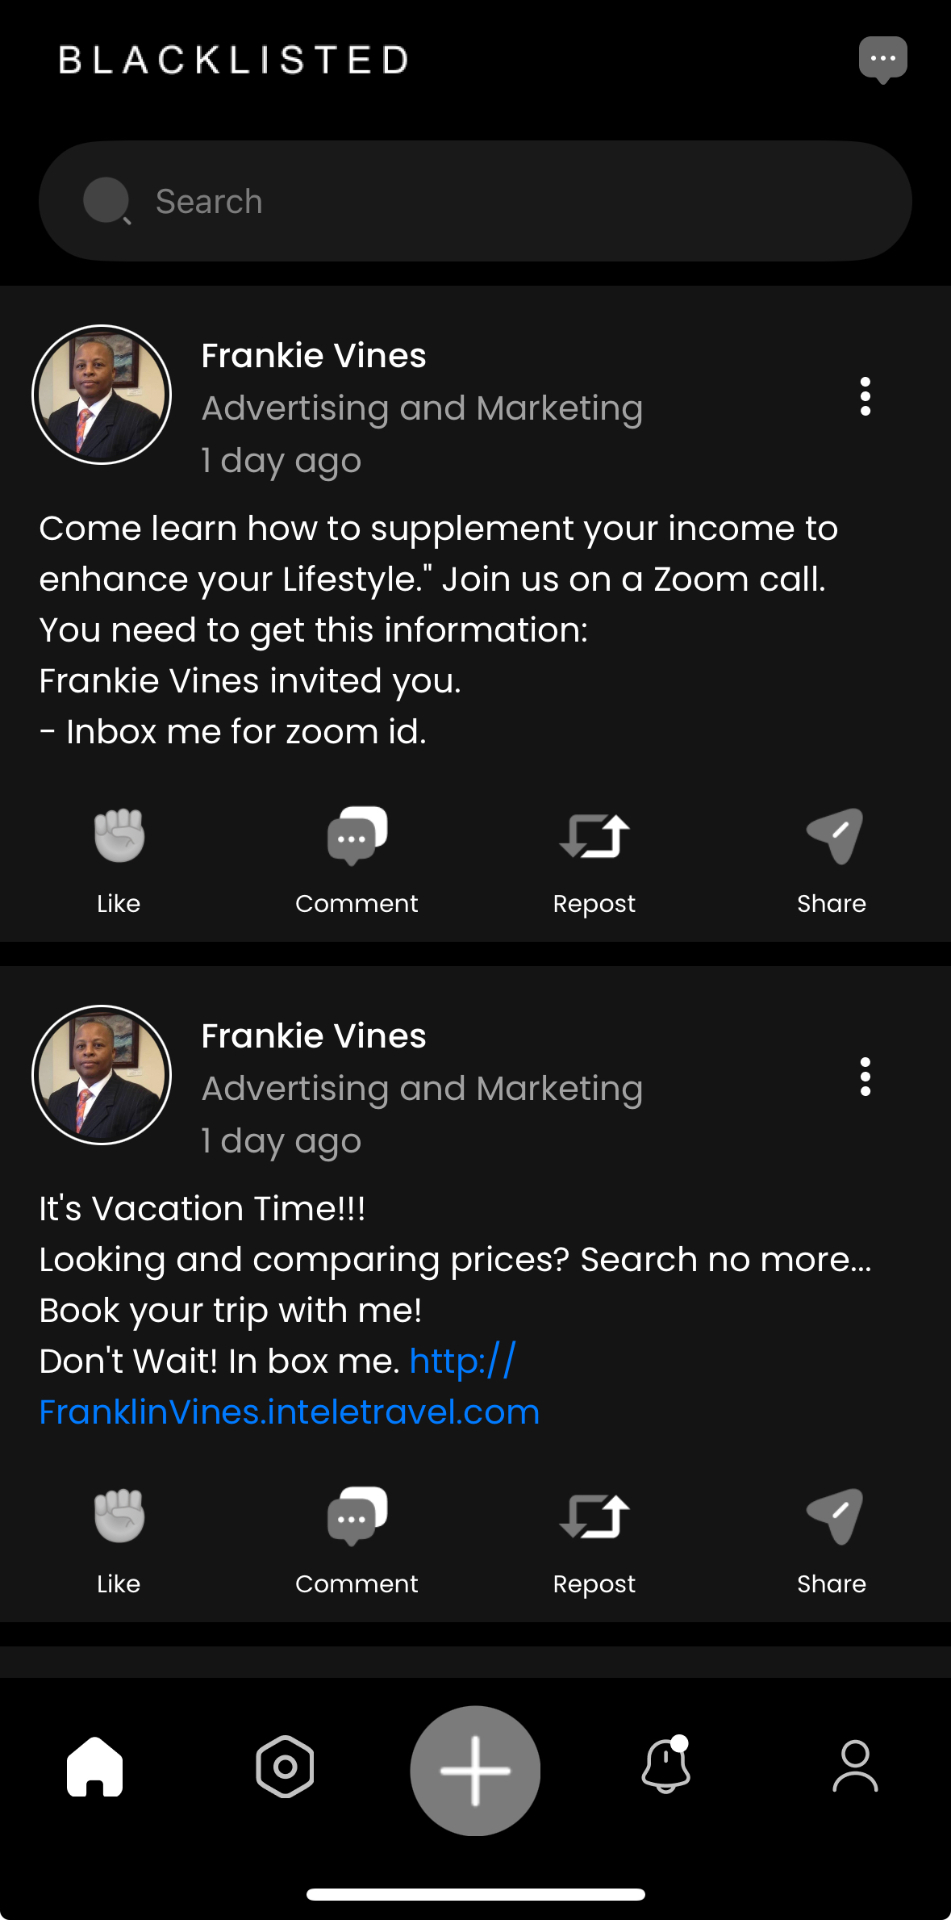 BLACKLISTED
Search
Frankie Vines
Advertising and Marketing
1 day ago
Come learn how to supplement your income to
enhance your Lifestyle." Join us on a Zoom call.
You need to get this information:
Frankie Vines invited you.
- Inbox me for zoom id.
Like Comment Repost Share
Frankie Vines
Advertising and Marketing
1 day ago
It's Vacation Time!!!
Looking and comparing prices? Search no more...
Book your trip with me!
Don't Wait! In box me. http://
FranklinVines.inteletravel.com
Like Comment Repost Share